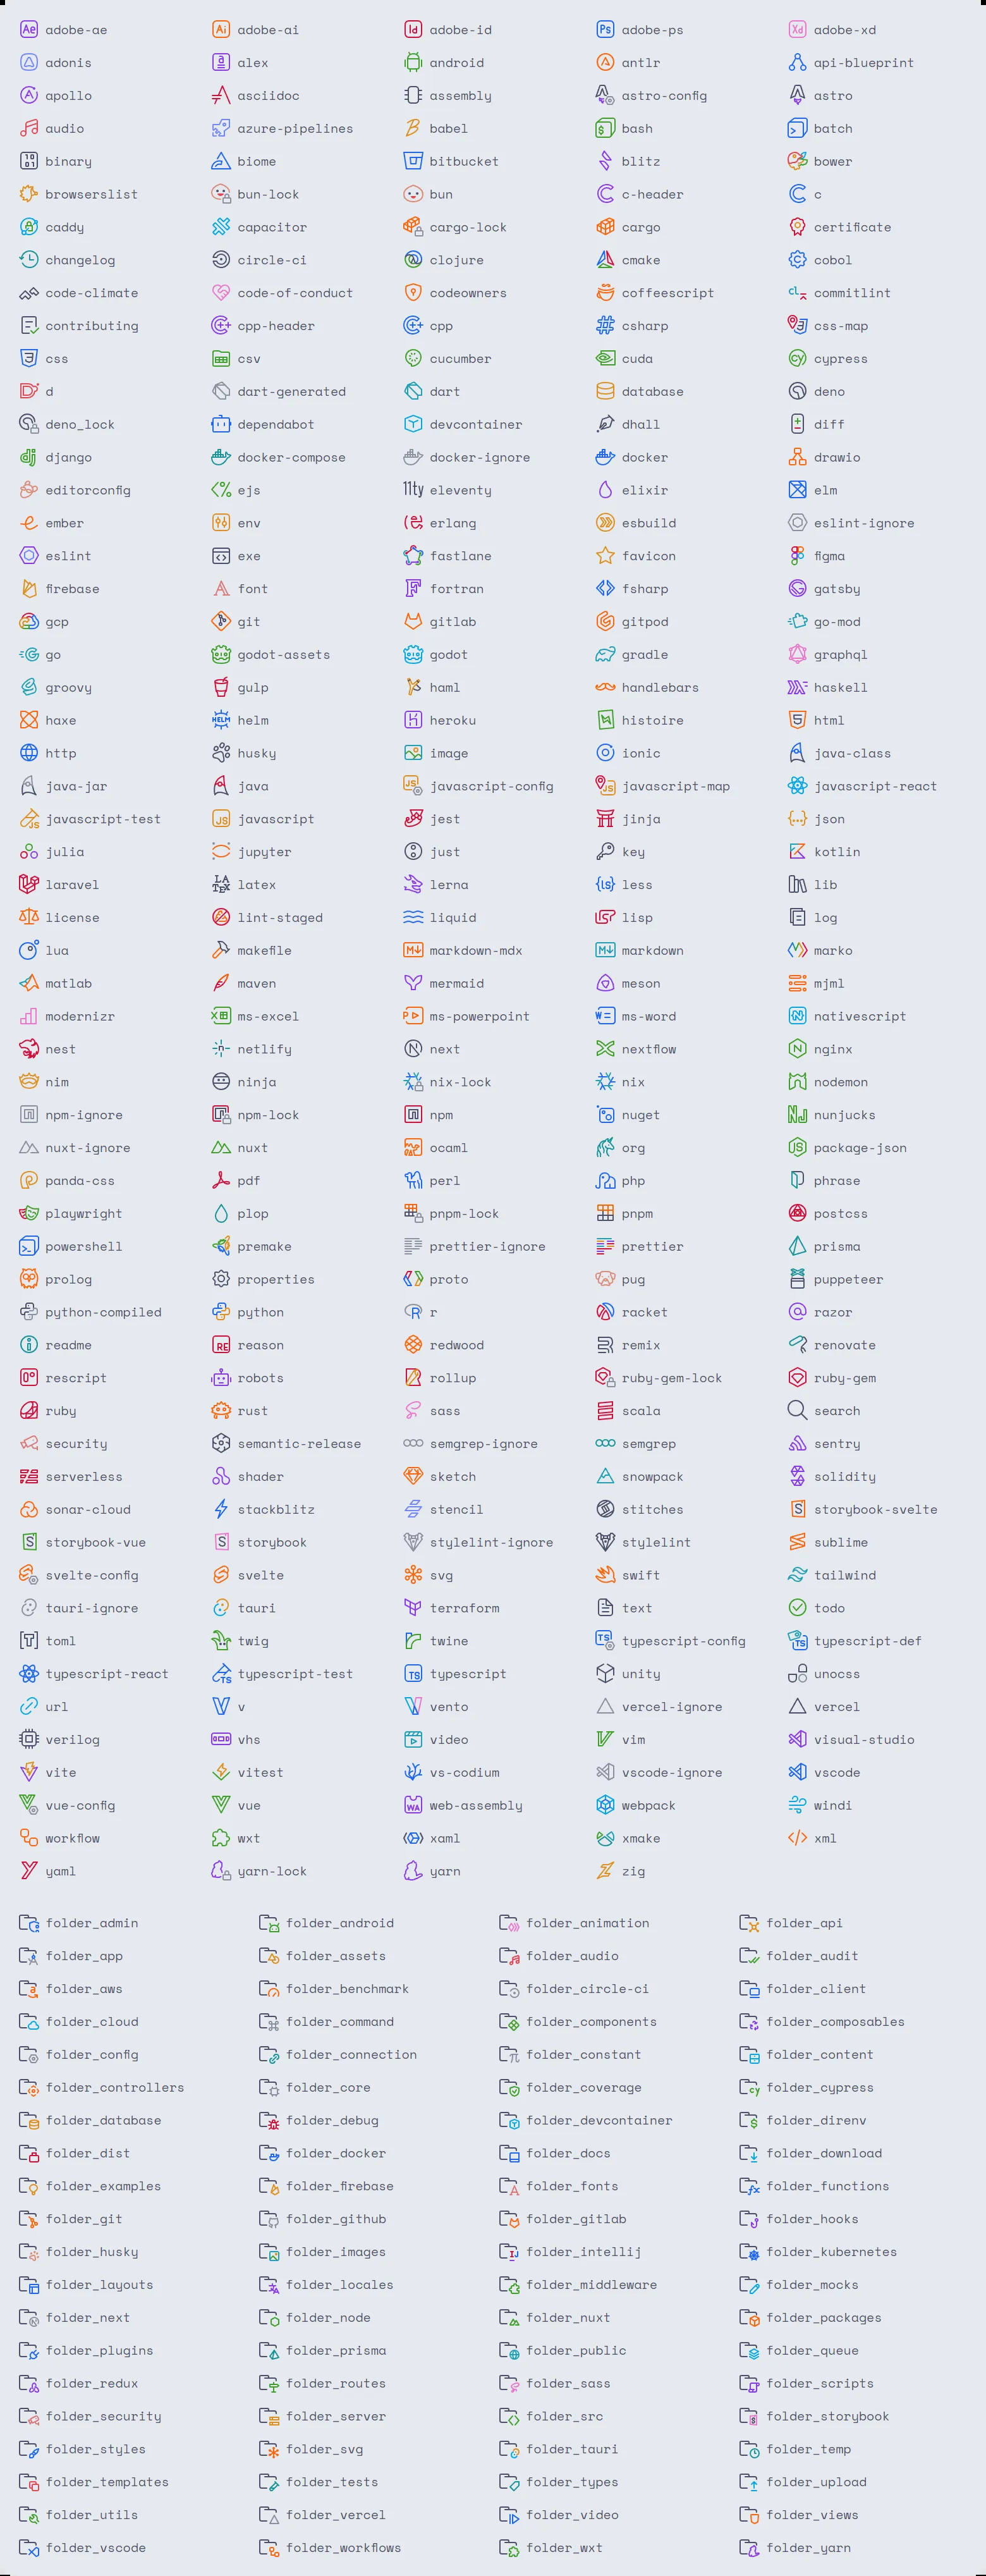 adobe-ae adobe-ai adobe-id adobe-ps adobe-xd
adonis alex android antlr api-blueprint
apollo asciidoc assembly astro-config astro
audio azure-pipelines babel bash batch
binary biome bitbucket blitz bower
browserslist bun-lock bun c-header c
caddy capacitor cargo-lock cargo certificate
changelog circle-ci clojure cmake cobol
code-climate code-of-conduct codeowners coffeescript commitlint
contributing cpp-header cpp csharp css-map
css csv cucumber cuda cypress
d dart-generated dart database deno
deno_lock dependabot devcontainer dhall diff
django docker-compose docker-ignore docker drawio
editorconfig ejs eleventy elixir elm
ember env erlang esbuild eslint-ignore
eslint exe fastlane favicon figma
firebase font fortran fsharp gatsby
gcp git gitlab gitpod go-mod
go godot-assets godot gradle graphql
groovy gulp haml handlebars haskell
haxe helm heroku histoire html
http husky image ionic java-class
java-jar java javascript-config javascript-map javascript-react
javascript-test javascript jest jinja json
julia jupyter just key kotlin
laravel latex lerna less lib
license lint-staged liquid lisp log
lua makefile markdown-mdx markdown marko
matlab maven mermaid meson mjml
modernizr ms-excel ms-powerpoint ms-word nativescript
nest netlify next nextflow nginx
nim ninja nix-lock nix nodemon
npm-ignore npm-lock npm nuget nunjucks
nuxt-ignore nuxt ocaml org package-json
panda-css pdf perl php phrase
playwright plop pnpm-lock pnpm postcss
powershell premake prettier-ignore prettier prisma
prolog properties proto pug puppeteer
python-compiled python r racket razor
readme reason redwood remix renovate
rescript robots rollup ruby-gem-lock ruby-gem
ruby rust sass scala search
security semantic-release semgrep-ignore semgrep sentry
serverless shader sketch snowpack solidity
sonar-cloud stackblitz stencil stitches storybook-svelte
storybook-vue storybook stylelint-ignore stylelint sublime
svelte-config svelte svg swift tailwind
tauri-ignore tauri terraform text todo
toml twig twine typescript-config typescript-def
typescript-react typescript-test typescript unity unocss
url v vento vercel-ignore vercel
verilog vhs video vim visual-studio
vite vitest vs-codium vscode-ignore vscode
vue-config vue web-assembly webpack windi
workflow wxt xaml xmake xml
yaml yarn-lock yarn zig
folder_admin folder_android folder_animation folder_api
folder_app folder_assets folder_audio folder_audit
folder_aws folder_benchmark folder_circle-ci folder_client
folder_cloud folder_command folder_components folder_composables
folder_config folder_connection folder_constant folder_content
folder_controllers folder_core folder_coverage folder_cypress
folder_database folder_debug folder_devcontainer folder_direnv
folder_dist folder_docker folder_docs folder_download
folder_examples folder_firebase folder_fonts folder_functions
folder_git folder_github folder_gitlab folder_hooks
folder_husky folder_images folder_intellij folder_kubernetes
folder_layouts folder_locales folder_middleware folder_mocks
folder_next folder_node folder_nuxt folder_packages
folder_plugins folder_prisma folder_public folder_queue
folder_redux folder_routes folder_sass folder_scripts
folder_security folder_server folder_src folder_storybook
folder_styles folder_svg folder_tauri folder_temp
folder_templates folder_tests folder_types folder_upload
folder_utils folder_vercel folder_video folder_views
folder_vscode folder_workflows folder_wxt folder_yarn